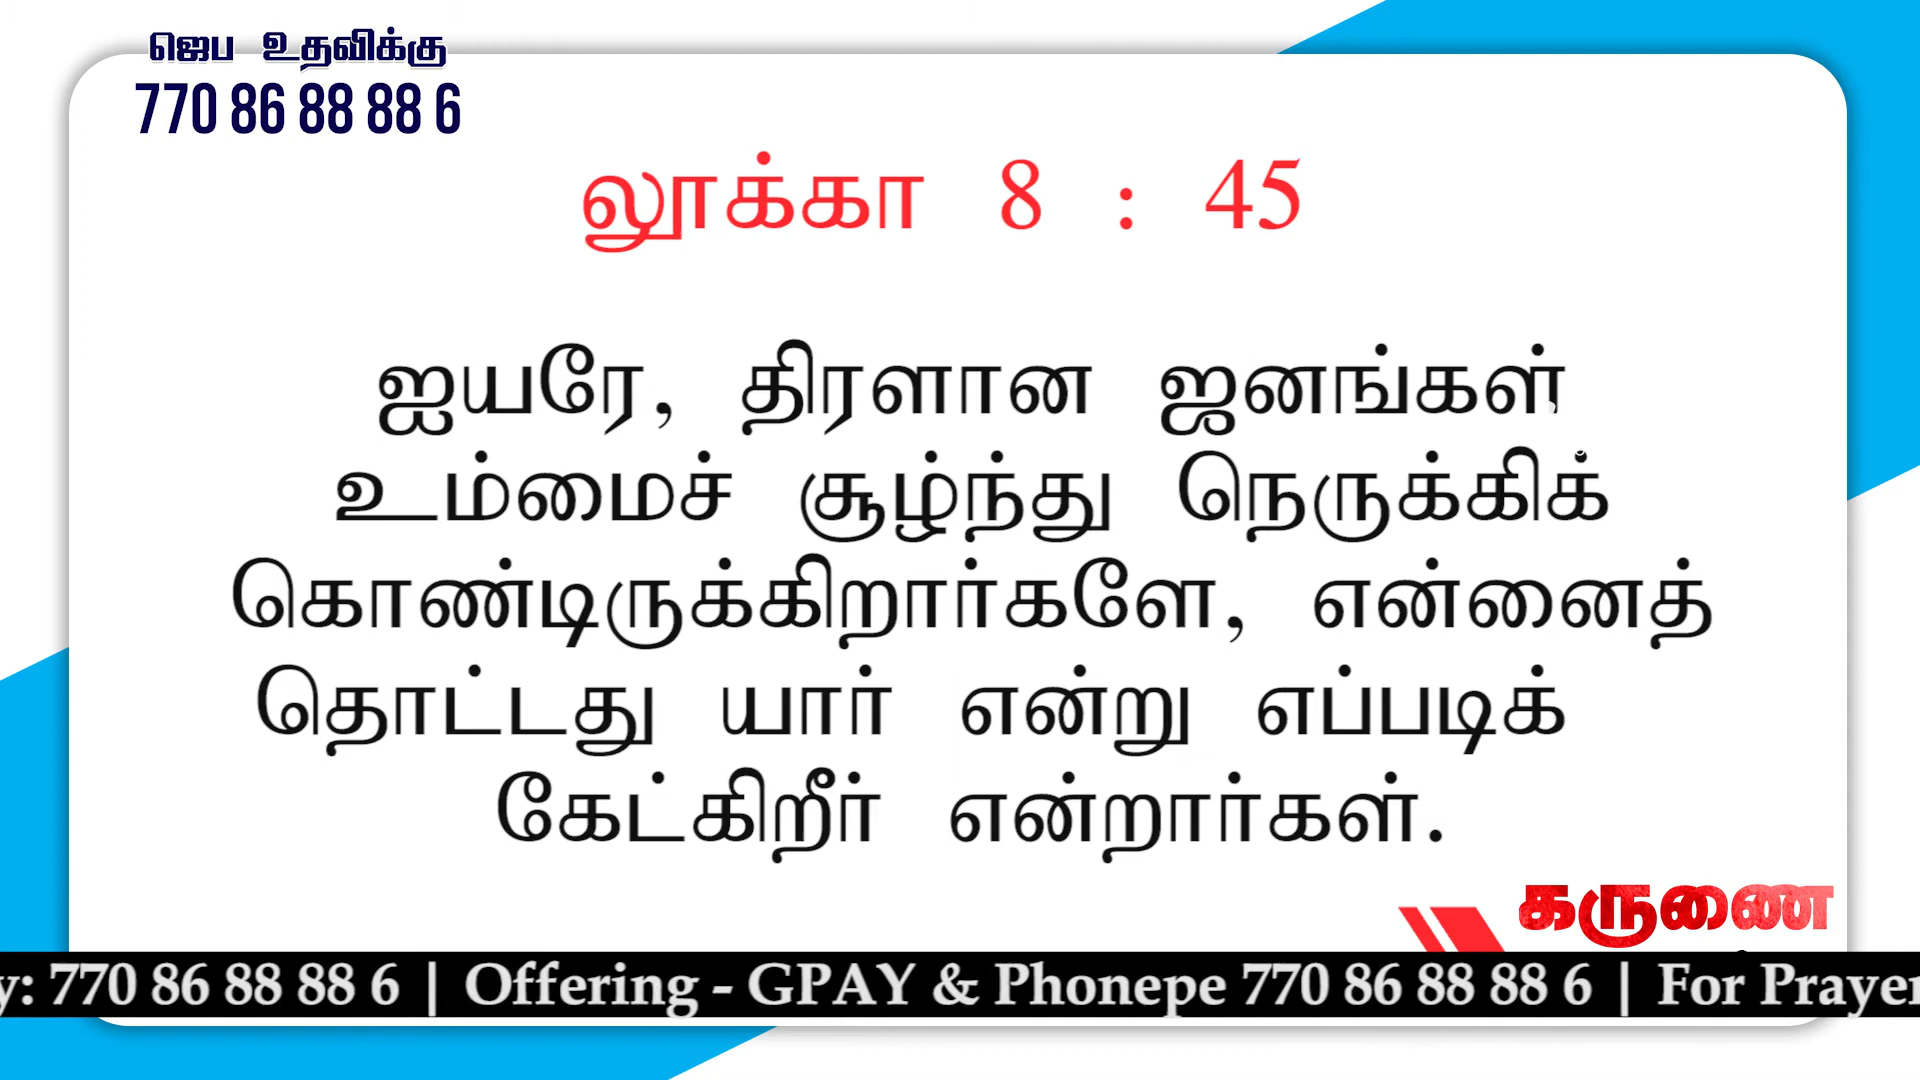 ஜெப உதவிக்கு
770 86 88 88 6
லூக்கா 8 : 45
ஐயரே, திரளான ஜனங்கள்
உம்மைச் சூழ்ந்து நெருக்கிக்
கொண்டிருக்கிறார்களே, என்னைத்
தொட்டது யார் என்று எப்படிக்
கேட்கிறீர் என்றார்கள்.
கருணை
y: 770 86 88 88 6 | Offering - GPAY & Phonepe 770 86 88 88 6 | For Prayer